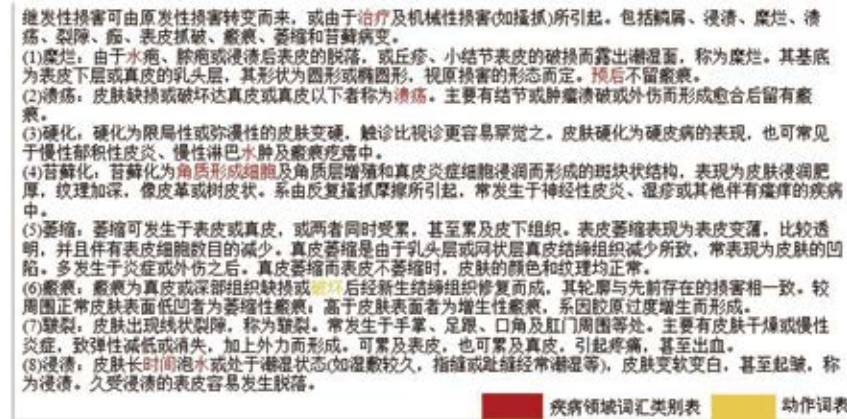 继发性损害可由原发性损害转变而来，或由于治疗及机械性损害(如搔抓)所引起。包括鳞屑、浸渍、糜烂、溃
疡、裂隙、痂、表皮抓破、瘢痕、萎缩和苔藓病变。
(1)糜烂：由于水疱、脓疱或浸渍后表皮的脱落，或丘疹、小结节表皮的破损而露出潮湿面，称为糜烂。其基底
为表皮下层或真皮的乳头层，其形状为圆形或椭圆形，视原损害的形态而定。预后不留瘢痕。
(2)溃疡：皮肤缺损或破坏达真皮或真皮以下者称为溃疡。主要有结节或肿瘤溃破或外伤而形成愈合后留有瘢
痕。
(3)硬化：硬化为限局性或弥漫性的皮肤变硬，触诊比视诊更容易察觉之。皮肤硬化为硬皮病的表现，也可常见
于慢性郁积性皮炎、慢性淋巴水肿及瘢痕疙瘩中。
(4)苔藓化：苔藓化为角质形成细胞及角质层增殖和真皮炎症细胞浸润而形成的斑块状结构，表现为皮肤浸润肥
厚，纹理加深，像皮革或树皮状。系由反复搔抓摩擦所引起，常发生于神经性皮炎、湿疹或其他伴有瘙痒的疾病
中。
(5)萎缩：萎缩可发生于表皮或真皮，或两者同时受累，甚至累及皮下组织。表皮萎缩表现为表皮变薄，比较透
明，并且伴有表皮细胞数目的减少。真皮萎缩是由于乳头层或网状层真皮结缔组织减少所致，常表现为皮肤的凹
陷。多发生于炎症或外伤之后。真皮萎缩而表皮不萎缩时，皮肤的颜色和纹理均正常。
(6)瘢痕：瘢痕为真皮或深部组织缺损或破坏后经新生结缔组织修复而成，其轮廓与先前存在的损害相一致。较
周围正常皮肤表面低凹者为萎缩性瘢痕；高于皮肤表面者为增生性瘢痕，系因胶原过度增生而形成。
(7)皲裂：皮肤出现线状裂隙，称为皲裂。常发生于手掌、足跟、口角及肛门周围等处。主要有皮肤干燥或慢性
炎症，致弹性减低或消失，加上外力而形成。可累及表皮，也可累及真皮，引起疼痛，甚至出血。
(8)浸渍：皮肤长时间泡水或处于潮湿状态(如湿敷较久，指缝或趾缝经常潮湿等)，皮肤变软变白，甚至起皱，称
为浸渍。久受浸渍的表皮容易发生脱落。
疾病领域词汇类别表 动作词表